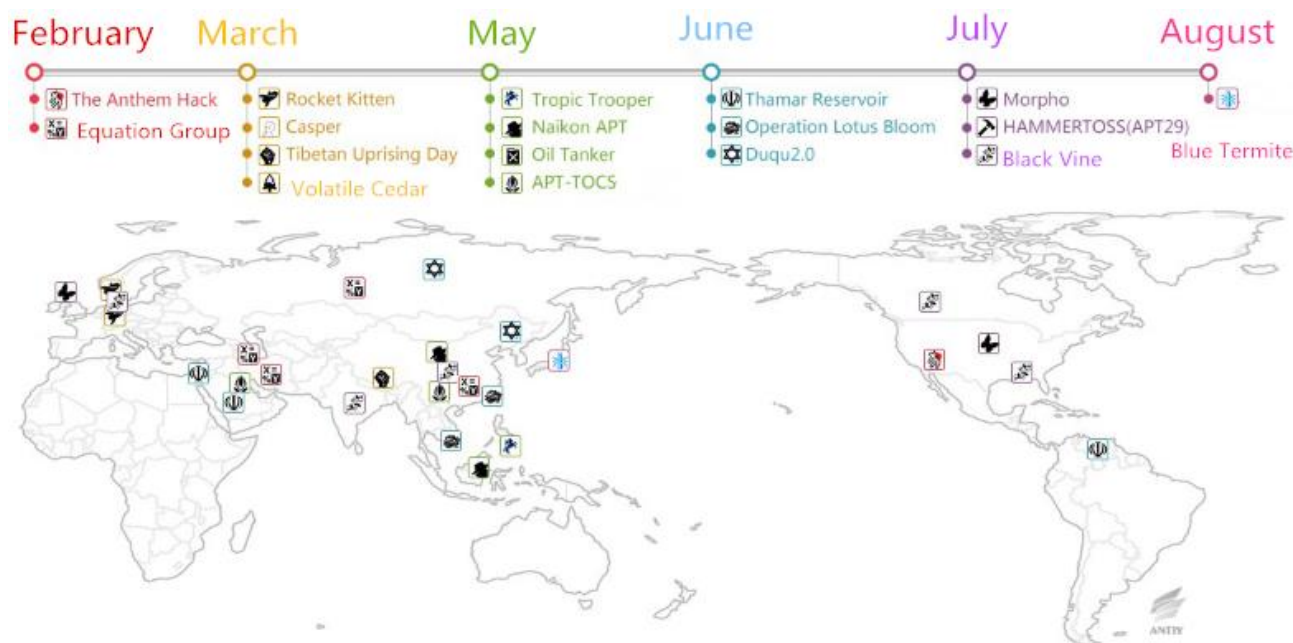 February
March
May
June
July
August
The Anthem Hack
Equation Group
Rocket Kitten
Casper
Tibetan Uprising Day
Volatile Cedar
Tropic Trooper
Naikon APT
Oil Tanker
APT-TOCS
Thamar Reservoir
Operation Lotus Bloom
Duqu2.0
Morpho
HAMMERTOSS(APT29)
Black Vine
Blue Termite
ANTIY